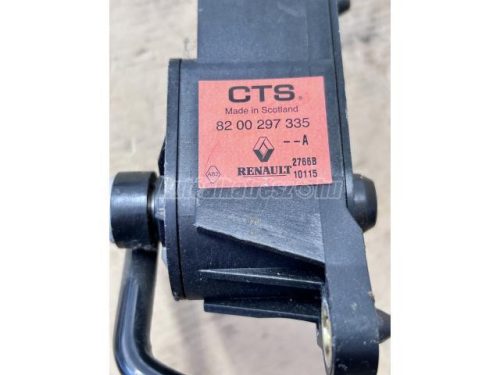 CTS®
Made in Scotland
82 00 297 335
--A
RENAULT
2766B
10115